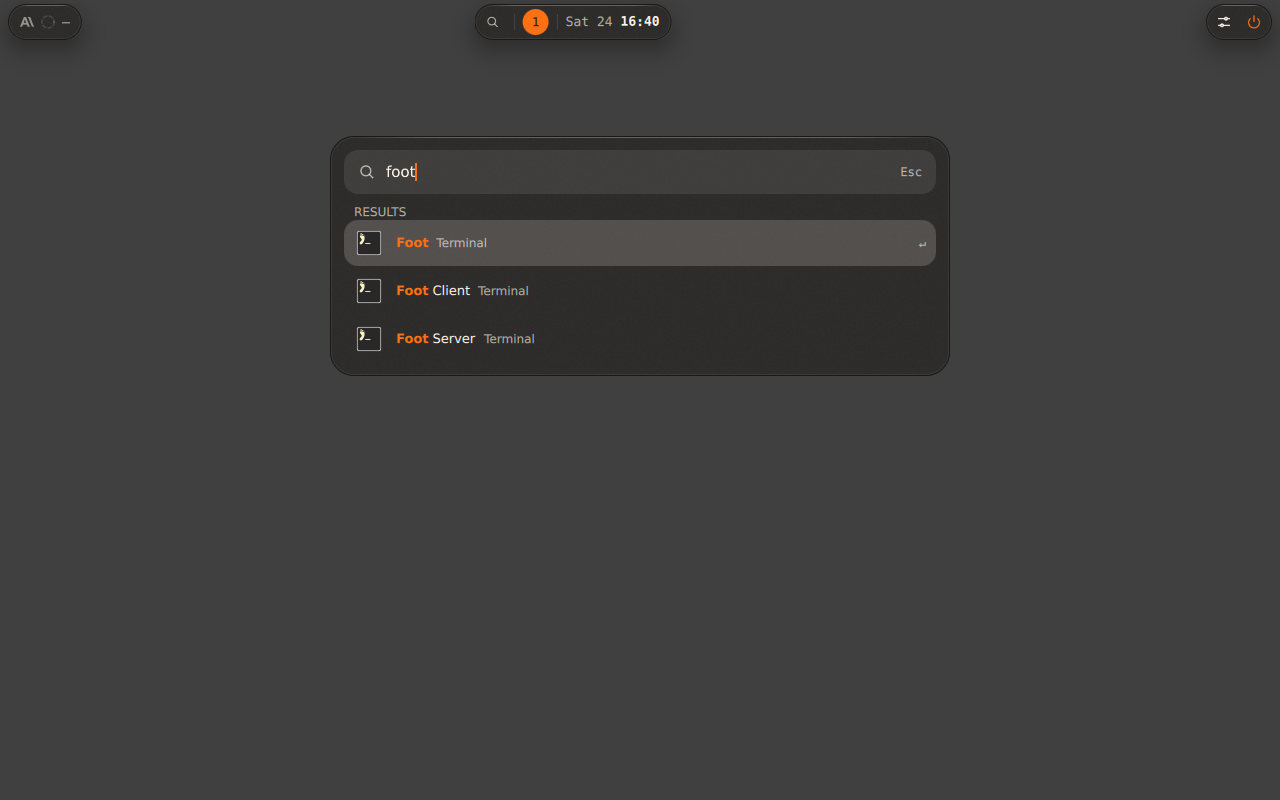 A\ –
1 Sat 24 16:40
foot Esc
RESULTS
Foot Terminal
Foot Client Terminal
Foot Server Terminal